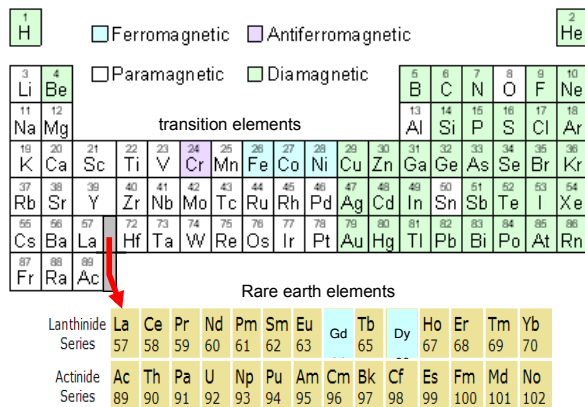 1 2
H He
Ferromagnetic Antiferromagnetic
3 4 5 6 7 8 9 10
Li Be Paramagnetic Diamagnetic B C N O F Ne
11 12 13 14 15 16 17 18
Na Mg transition elements Al Si P S Cl Ar
19 20 21 22 23 24 25 26 27 28 29 30 31 32 33 34 35 36
K Ca Sc Ti V Cr Mn Fe Co Ni Cu Zn Ga Ge As Se Br Kr
37 38 39 40 41 42 43 44 45 46 47 48 49 50 51 52 53 54
Rb Sr Y Zr Nb Mo Tc Ru Rh Pd Ag Cd In Sn Sb Te I Xe
55 56 57 72 73 74 75 76 77 78 79 80 81 82 83 84 85 86
Cs Ba La Hf Ta W Re Os Ir Pt Au Hg Tl Pb Bi Po At Rn
87 88 89
Fr Ra Ac
Rare earth elements
Lanthinide La Ce Pr Nd Pm Sm Eu Gd Tb Dy Ho Er Tm Yb
Series 57 58 59 60 61 62 63 65 67 68 69 70
Actinide Ac Th Pa U Np Pu Am Cm Bk Cf Es Fm Md No
Series 89 90 91 92 93 94 95 96 97 98 99 100 101 102